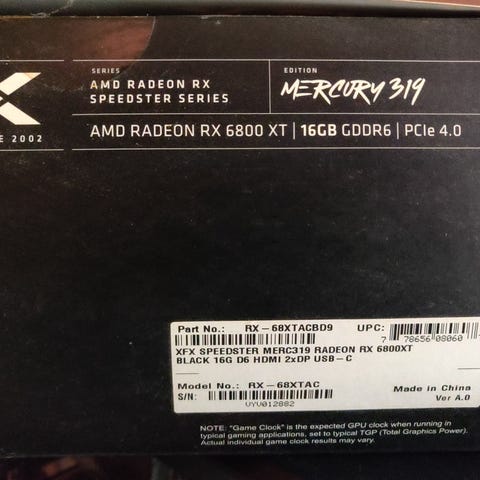 SERIES
AMD RADEON RX
SPEEDSTER SERIES
EDITION
MERCURY 319
AMD RADEON RX 6800 XT | 16GB GDDR6 | PCIe 4.0
2002
Part No.: RX-68XTACBD9 UPC:
7 78656 08060
XFX SPEEDSTER MERC319 RADEON RX 6800XT
BLACK 16G D6 HDMI 2xDP USB-C
Model No.: RX-68XTAC Made in China
S/N: Ver A.0
VYV012882
NOTE: "Game Clock" is the expected GPU clock when running in
typical gaming applications, set to typical TGP (Total Graphics Power).
Actual individual game clock results may vary.